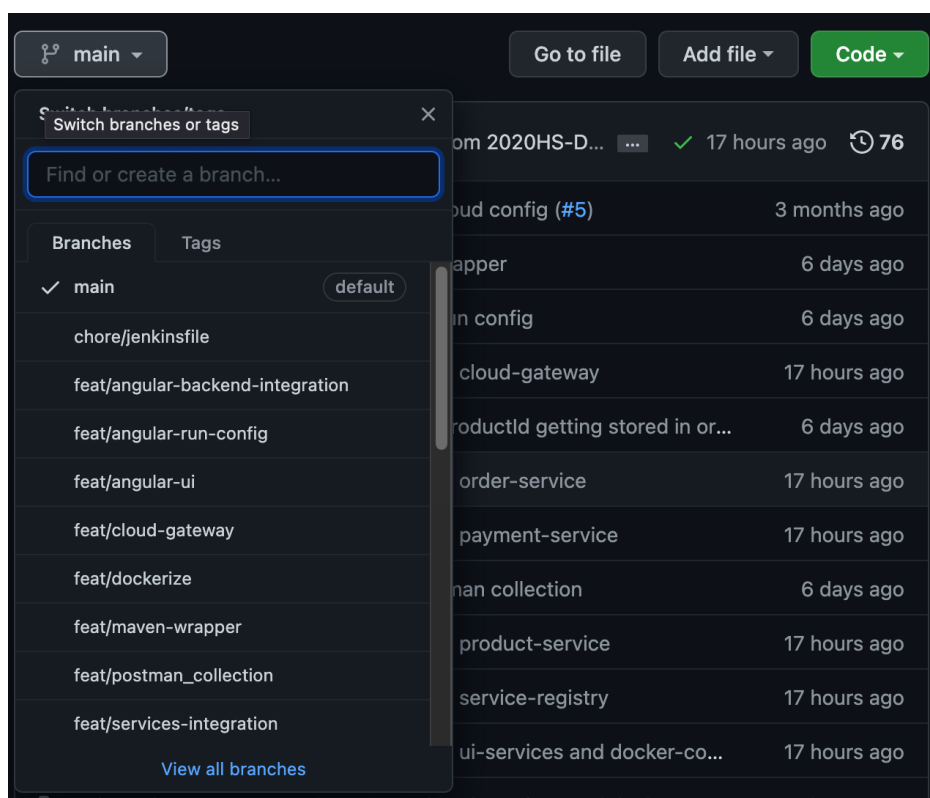 main
Go to file
Add file
Code
Switch branches or tags
om 2020HS-D... ... 17 hours ago 76
Find or create a branch...
oud config (#5) 3 months ago
Branches Tags
apper 6 days ago
main default
n config 6 days ago
chore/jenkinsfile
cloud-gateway 17 hours ago
feat/angular-backend-integration
roductId getting stored in or... 6 days ago
feat/angular-run-config
feat/angular-ui
order-service 17 hours ago
feat/cloud-gateway
payment-service 17 hours ago
feat/dockerize
man collection 6 days ago
feat/maven-wrapper
product-service 17 hours ago
feat/postman_collection
service-registry 17 hours ago
feat/services-integration
ui-services and docker-co... 17 hours ago
View all branches